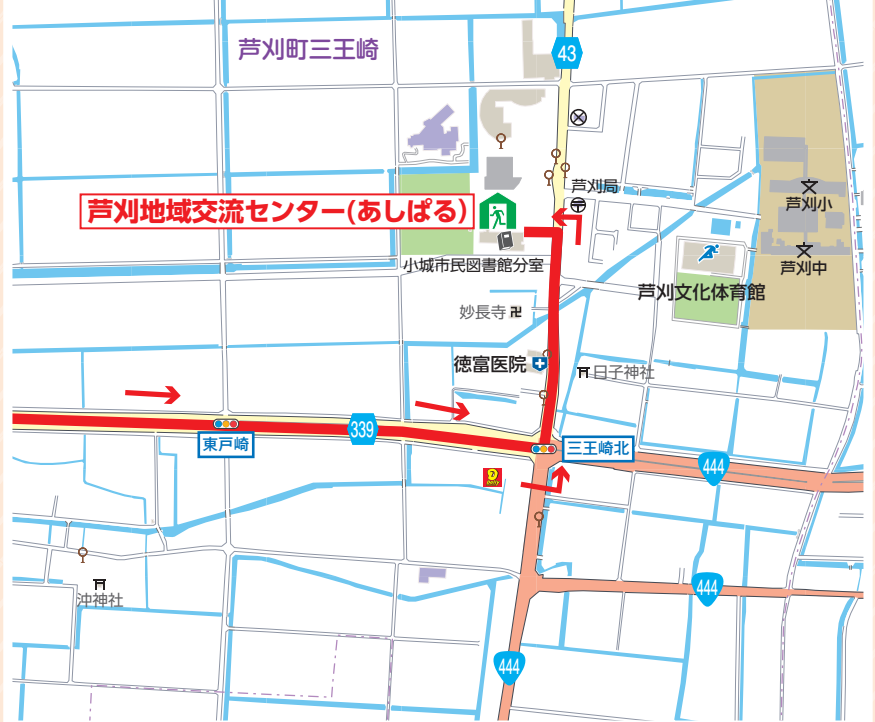 芦刈町三王崎
43
芦刈局
芦刈小
芦刈地域交流センター(あしぱる)
小城市民図書館分室
芦刈中
芦刈文化体育館
妙長寺
徳富医院
日子神社
339
東戸崎
三王崎北
444
444
沖神社
444